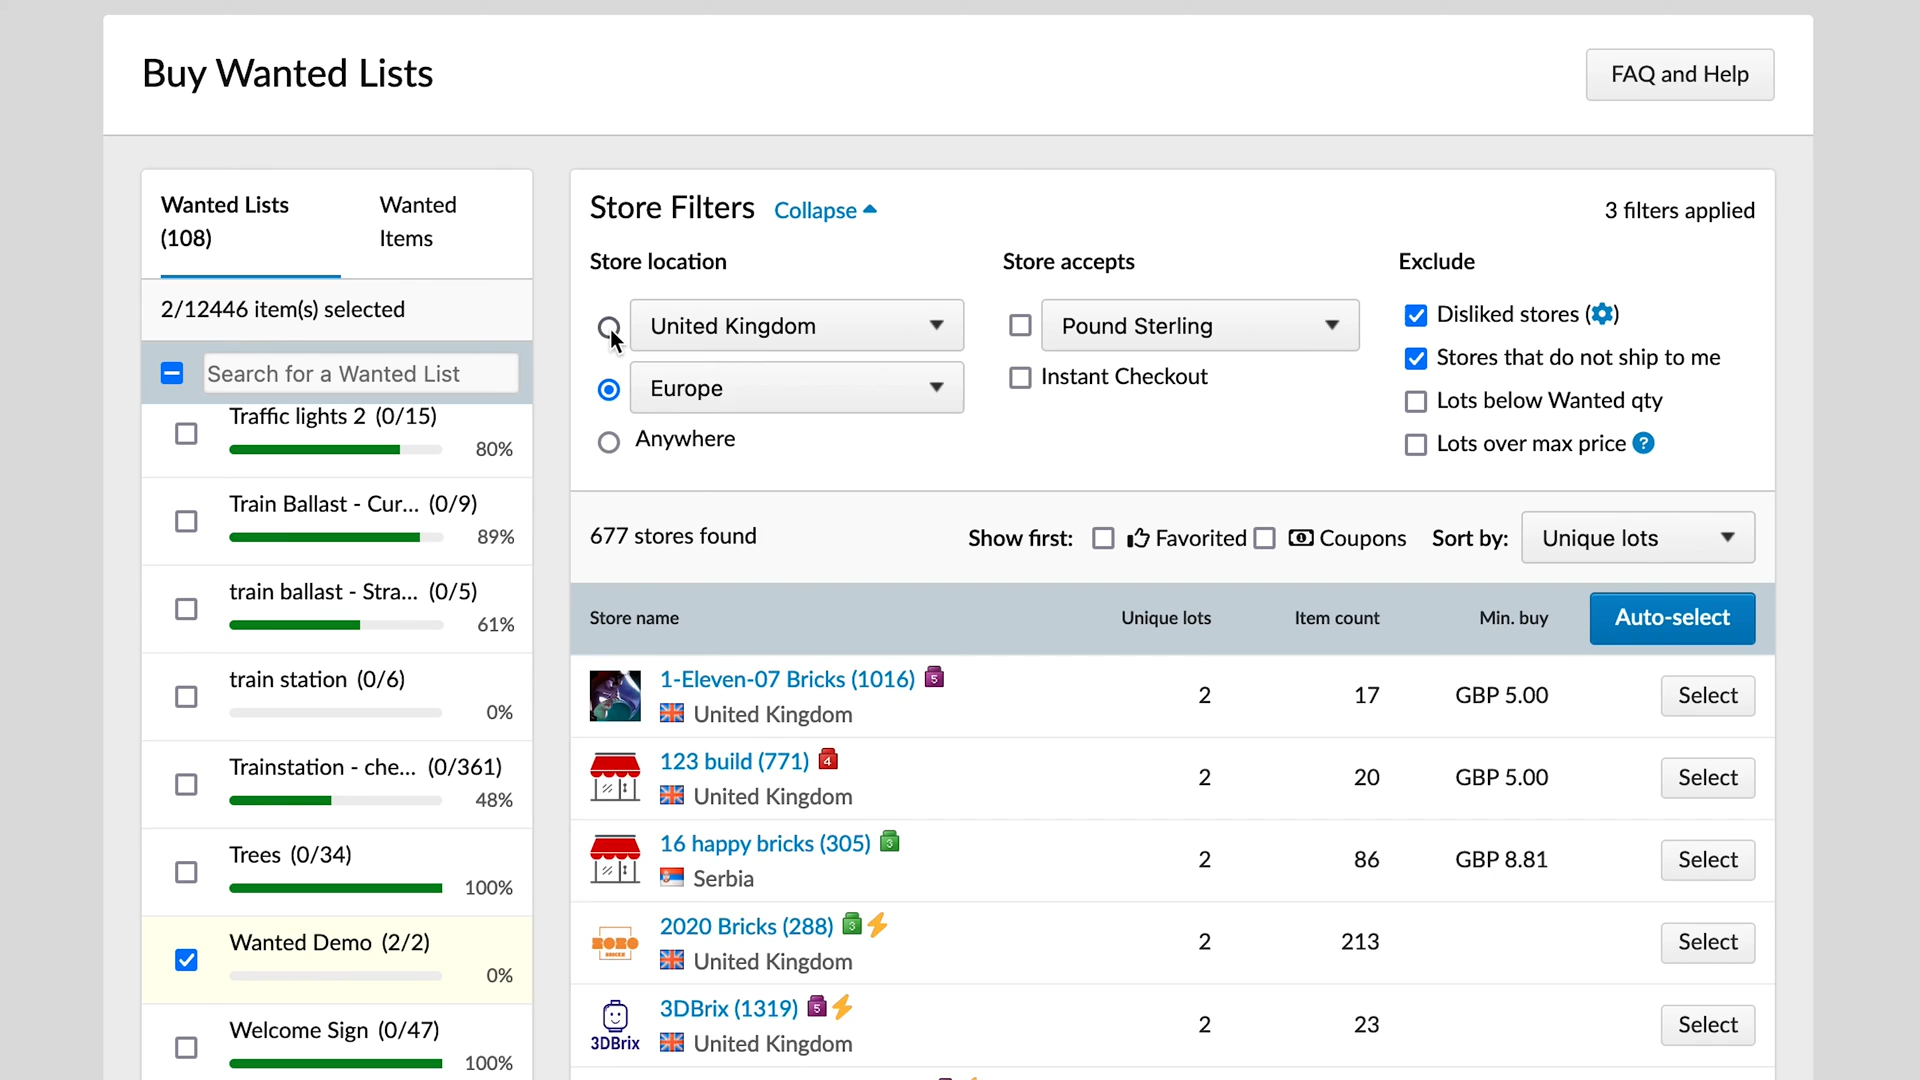 Buy Wanted Lists
FAQ and Help
Wanted Lists
(108)
Wanted
Items
2/12446 item(s) selected
Search for a Wanted List
Traffic lights 2 (0/15)
80%
Train Ballast - Cur... (0/9)
89%
train ballast - Stra... (0/5)
61%
train station (0/6)
0%
Trainstation - che... (0/361)
48%
Trees (0/34)
100%
Wanted Demo (2/2)
0%
Welcome Sign (0/47)
100%
Store Filters Collapse
3 filters applied
Store location
United Kingdom
Europe
Anywhere
Store accepts
Pound Sterling
Instant Checkout
Exclude
Disliked stores ( )
Stores that do not ship to me
Lots below Wanted qty
Lots over max price ?
677 stores found
Show first: Favorited Coupons Sort by: Unique lots
Store name Unique lots Item count Min. buy Auto-select
1-Eleven-07 Bricks (1016) 5
United Kingdom
2 17 GBP 5.00 Select
123 build (771) 4
United Kingdom
2 20 GBP 5.00 Select
16 happy bricks (305) 3
Serbia
2 86 GBP 8.81 Select
2020 BRICKS
2020 Bricks (288) 3
United Kingdom
2 213 Select
3DBrix
3DBrix (1319) 5
United Kingdom
2 23 Select